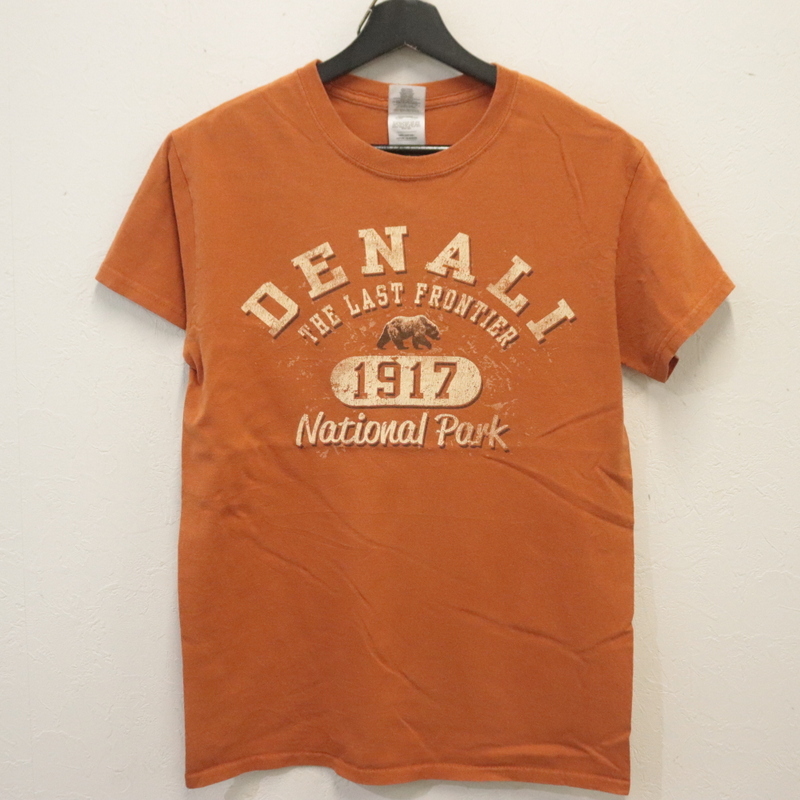 DENALI
THE LAST FRONTIER
1917
National Park